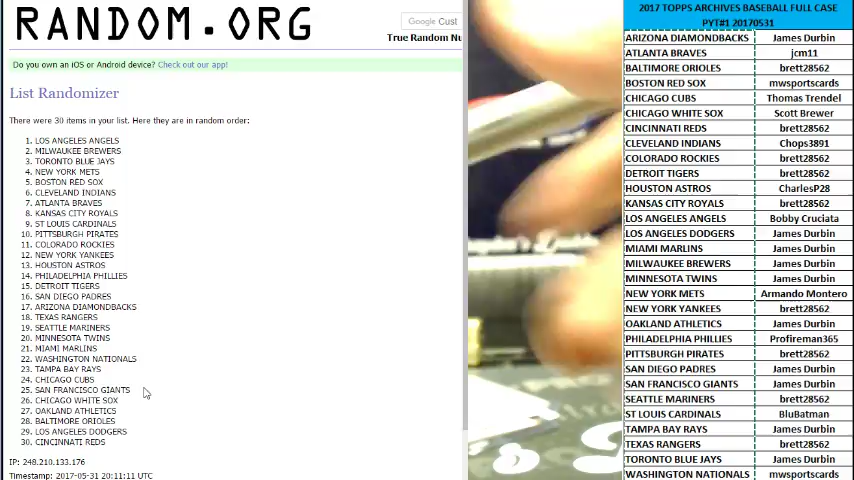 RANDOM.ORG
Google Cust
True Random Nu
Do you own an iOS or Android device? Check out our app!
List Randomizer
There were 30 items in your list. Here they are in random order:
1. LOS ANGELES ANGELS
2. MILWAUKEE BREWERS
3. TORONTO BLUE JAYS
4. NEW YORK METS
5. BOSTON RED SOX
6. CLEVELAND INDIANS
7. ATLANTA BRAVES
8. KANSAS CITY ROYALS
9. ST LOUIS CARDINALS
10. PITTSBURGH PIRATES
11. COLORADO ROCKIES
12. NEW YORK YANKEES
13. HOUSTON ASTROS
14. PHILADELPHIA PHILLIES
15. DETROIT TIGERS
16. SAN DIEGO PADRES
17. ARIZONA DIAMONDBACKS
18. TEXAS RANGERS
19. SEATTLE MARINERS
20. MINNESOTA TWINS
21. MIAMI MARLINS
22. WASHINGTON NATIONALS
23. TAMPA BAY RAYS
24. CHICAGO CUBS
25. SAN FRANCISCO GIANTS
26. CHICAGO WHITE SOX
27. OAKLAND ATHLETICS
28. BALTIMORE ORIOLES
29. LOS ANGELES DODGERS
30. CINCINNATI REDS
IP: 248.210.133.176
Timestamp: 2017-05-31 20:11:11 UTC
2017 TOPPS ARCHIVES BASEBALL FULL CASE
PYT#1 20170531
ARIZONA DIAMONDBACKS James Durbin
ATLANTA BRAVES jcm11
BALTIMORE ORIOLES brett28562
BOSTON RED SOX mwsportscards
CHICAGO CUBS Thomas Trendel
CHICAGO WHITE SOX Scott Brewer
CINCINNATI REDS brett28562
CLEVELAND INDIANS Chops3891
COLORADO ROCKIES brett28562
DETROIT TIGERS brett28562
HOUSTON ASTROS CharlesP28
KANSAS CITY ROYALS brett28562
LOS ANGELES ANGELS Bobby Cruciata
LOS ANGELES DODGERS James Durbin
MIAMI MARLINS James Durbin
MILWAUKEE BREWERS James Durbin
MINNESOTA TWINS James Durbin
NEW YORK METS Armando Montero
NEW YORK YANKEES brett28562
OAKLAND ATHLETICS James Durbin
PHILADELPHIA PHILLIES Profireman365
PITTSBURGH PIRATES brett28562
SAN DIEGO PADRES James Durbin
SAN FRANCISCO GIANTS James Durbin
SEATTLE MARINERS brett28562
ST LOUIS CARDINALS BluBatman
TAMPA BAY RAYS James Durbin
TEXAS RANGERS brett28562
TORONTO BLUE JAYS James Durbin
WASHINGTON NATIONALS mwsportscards